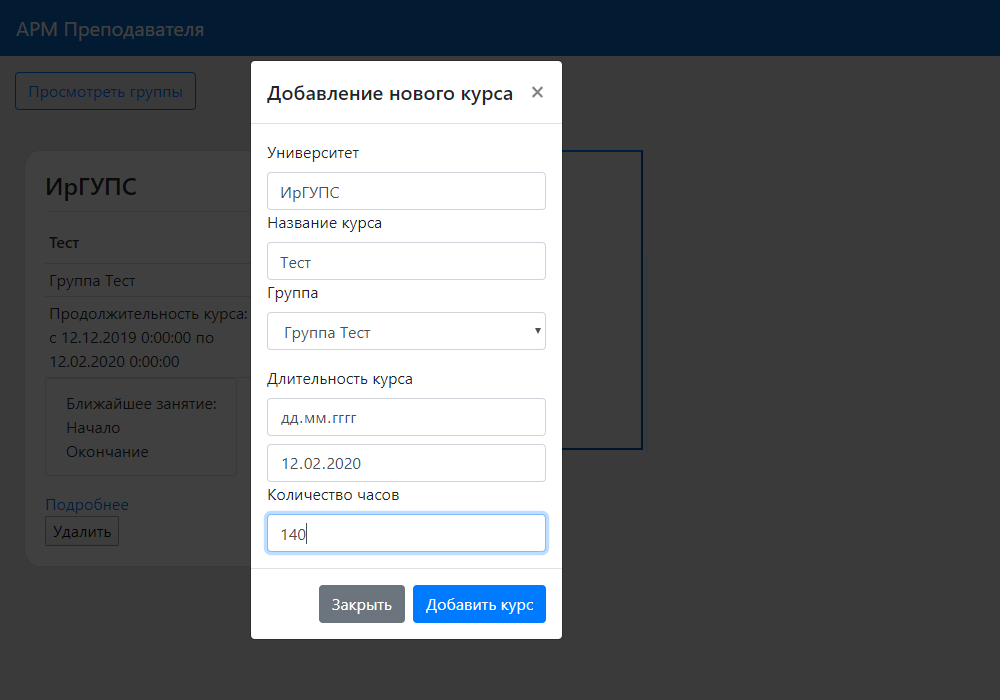 АРМ Преподавателя
Просмотреть группы
ИрГУПС
Тест
Группа Тест
Продолжительность курса:
с 12.12.2019 0:00:00 по
12.02.2020 0:00:00
Ближайшее занятие:
Начало
Окончание
Подробнее
Удалить
Добавление нового курса ×
Университет
ИрГУПС
Название курса
Тест
Группа
Группа Тест
Длительность курса
дд.мм.гггг
12.02.2020
Количество часов
140
Закрыть Добавить курс